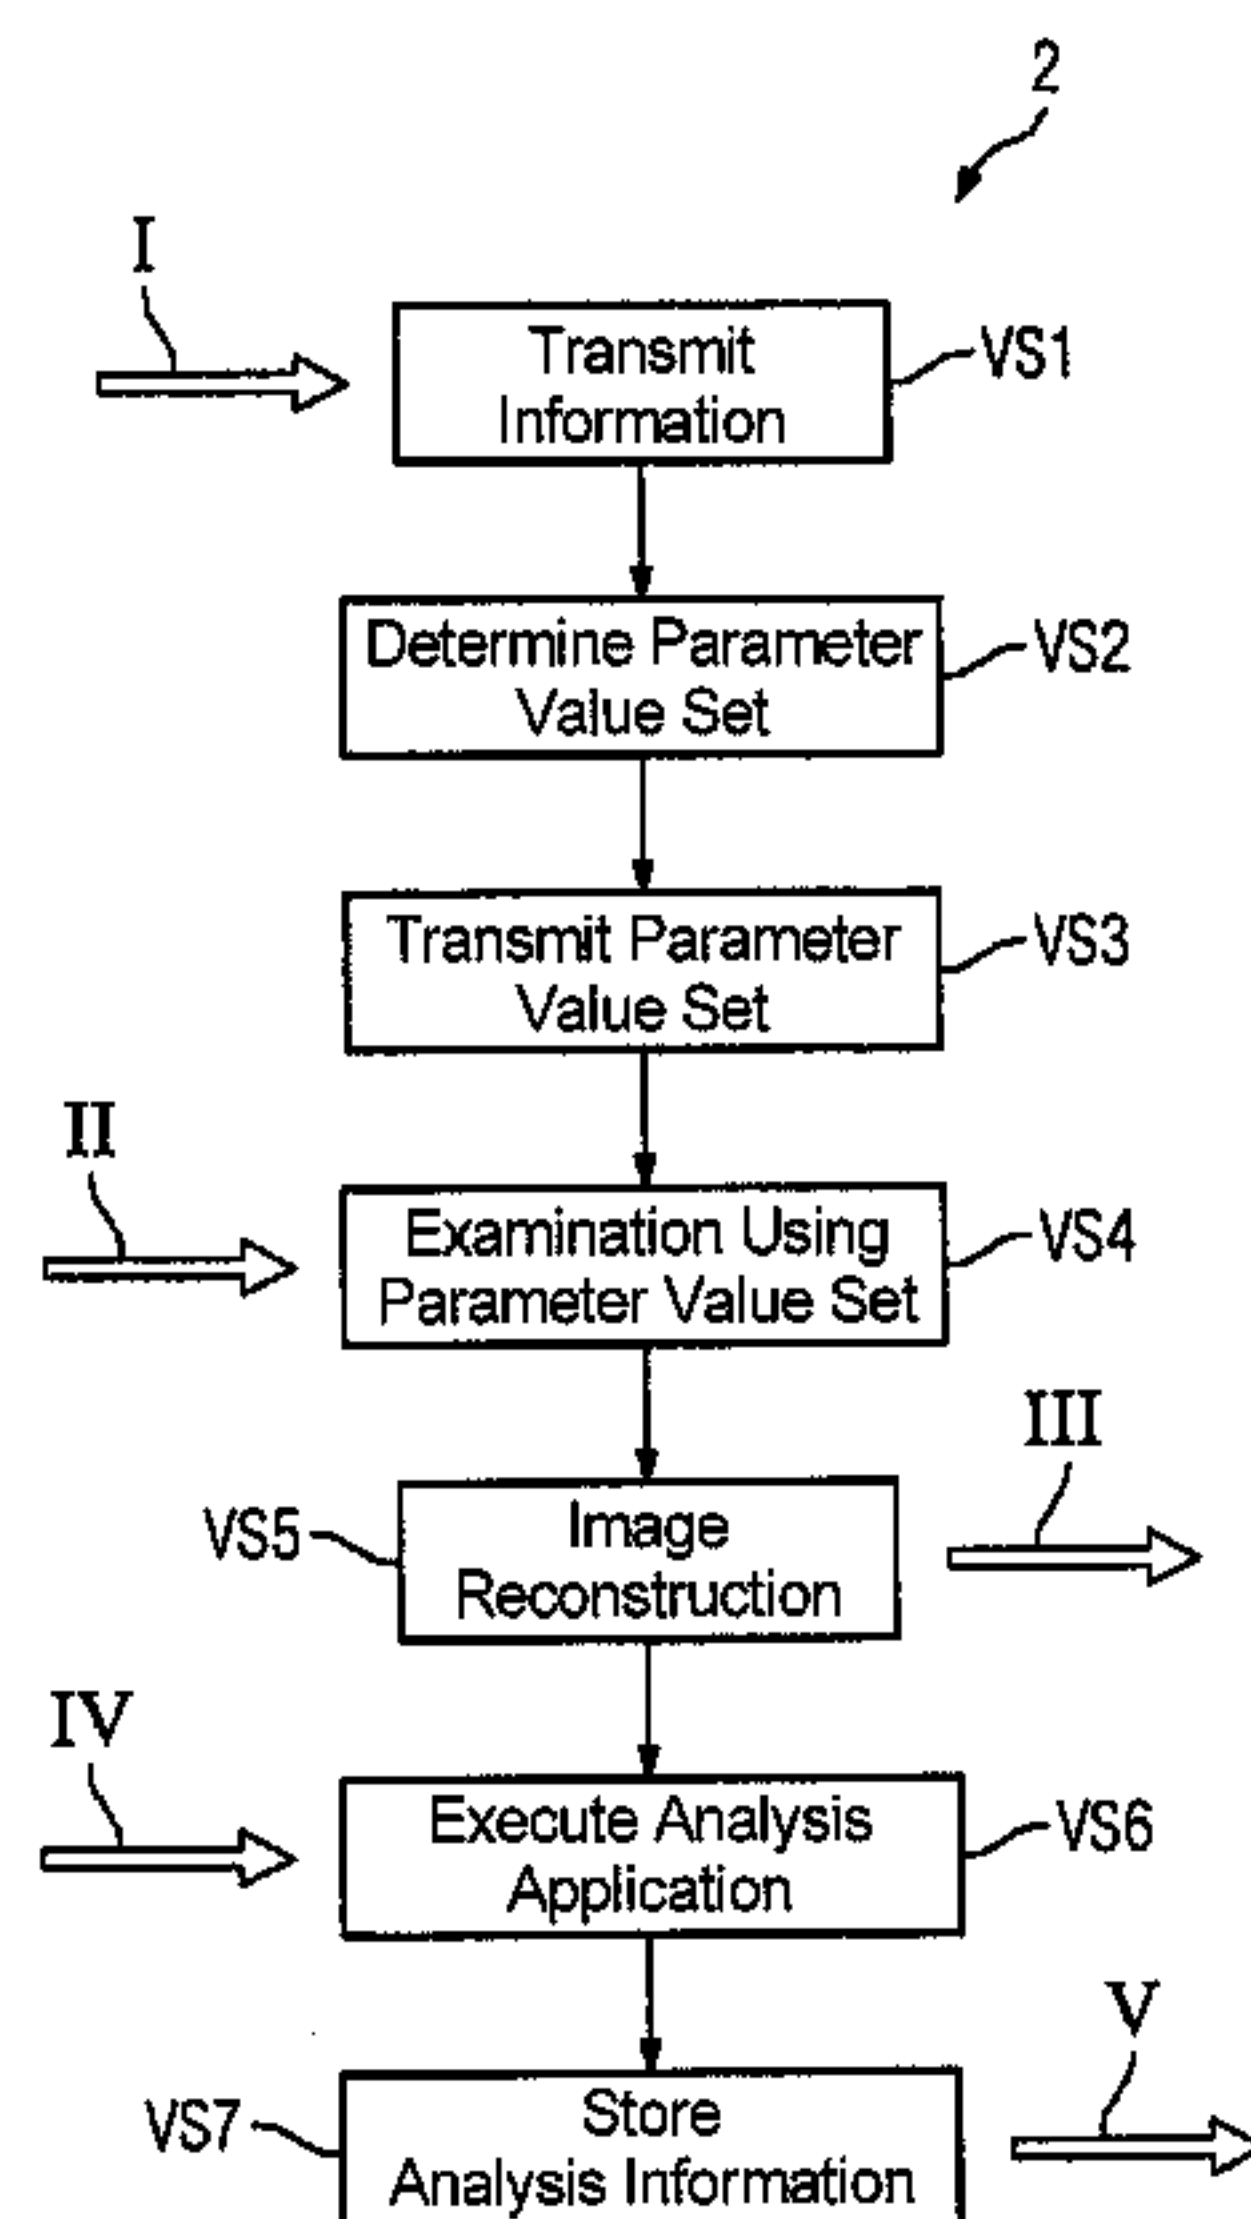 2
I
Transmit
Information
VS1
Determine Parameter
Value Set
VS2
Transmit Parameter
Value Set
VS3
II
Examination Using
Parameter Value Set
VS4
III
VS5
Image
Reconstruction
IV
Execute Analysis
Application
VS6
V
VS7
Store
Analysis Information